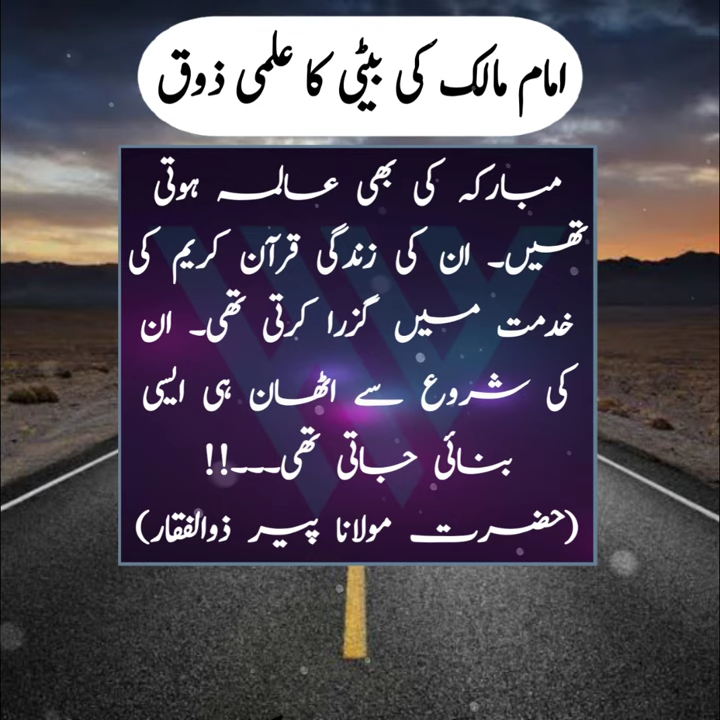 امام مالک کی بیٹی کا علمی ذوق
مبارکہ کی بھی عالمہ ہوتی
تھیں۔ ان کی زندگی قرآن کریم کی
خدمت میں گزرا کرتی تھی۔ ان
کی شروع سے اٹھان ہی ایسی
بنائی جاتی تھی۔۔۔!!
(حضرت مولانا پیر ذوالفقار)